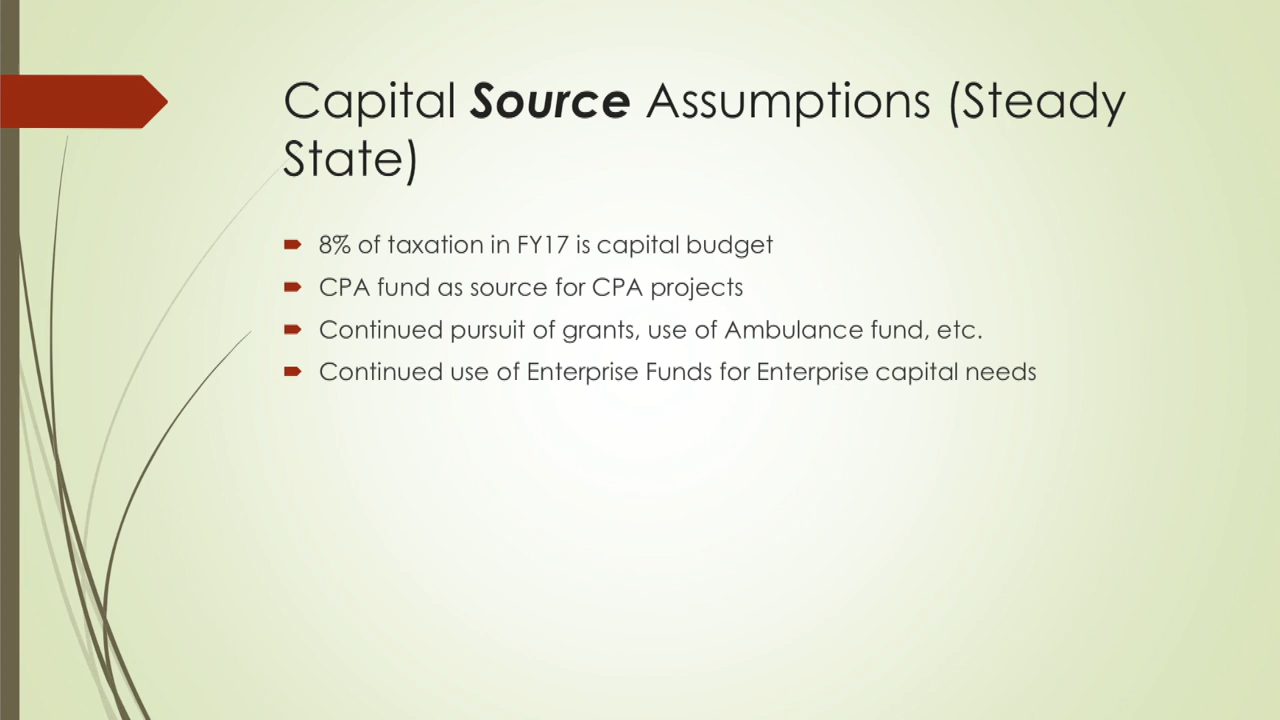 Capital Source Assumptions (Steady
State)
8% of taxation in FY17 is capital budget
CPA fund as source for CPA projects
Continued pursuit of grants, use of Ambulance fund, etc.
Continued use of Enterprise Funds for Enterprise capital needs